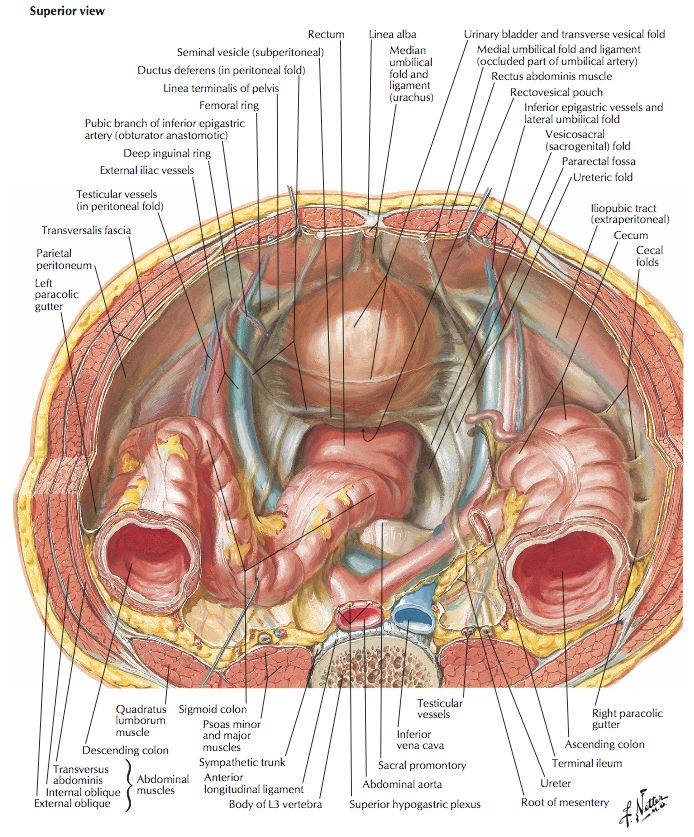 Superior view
Rectum
Linea alba
Urinary bladder and transverse vesical fold
Seminal vesicle (subperitoneal)
Median
umbilical
fold and
ligament
(urachus)
Medial umbilical fold and ligament
(occluded part of umbilical artery)
Ductus deferens (in peritoneal fold)
Rectus abdominis muscle
Linea terminalis of pelvis
Rectovesical pouch
Femoral ring
Inferior epigastric vessels and
lateral umbilical fold
Pubic branch of inferior epigastric
artery (obturator anastomotic)
Vesicosacral
(sacrogenital) fold
Deep inguinal ring
Pararectal fossa
External iliac vessels
Ureteric fold
Testicular vessels
(in peritoneal fold)
Iliopubic tract
(extraperitoneal)
Transversalis fascia
Cecum
Cecal
folds
Parietal
peritoneum
Left
paracolic
gutter
Quadratus
lumborum
muscle
Sigmoid colon
Psoas minor
and major
muscles
Testicular
vessels
Right paracolic
gutter
Descending colon
Inferior
vena cava
Ascending colon
Transversus
abdominis
Internal oblique
External oblique
Abdominal
muscles
Sympathetic trunk
Sacral promontory
Terminal ileum
Anterior
longitudinal ligament
Abdominal aorta
Ureter
Body of L3 vertebra
Superior hypogastric plexus
Root of mesentery
F. Netter
M.D.